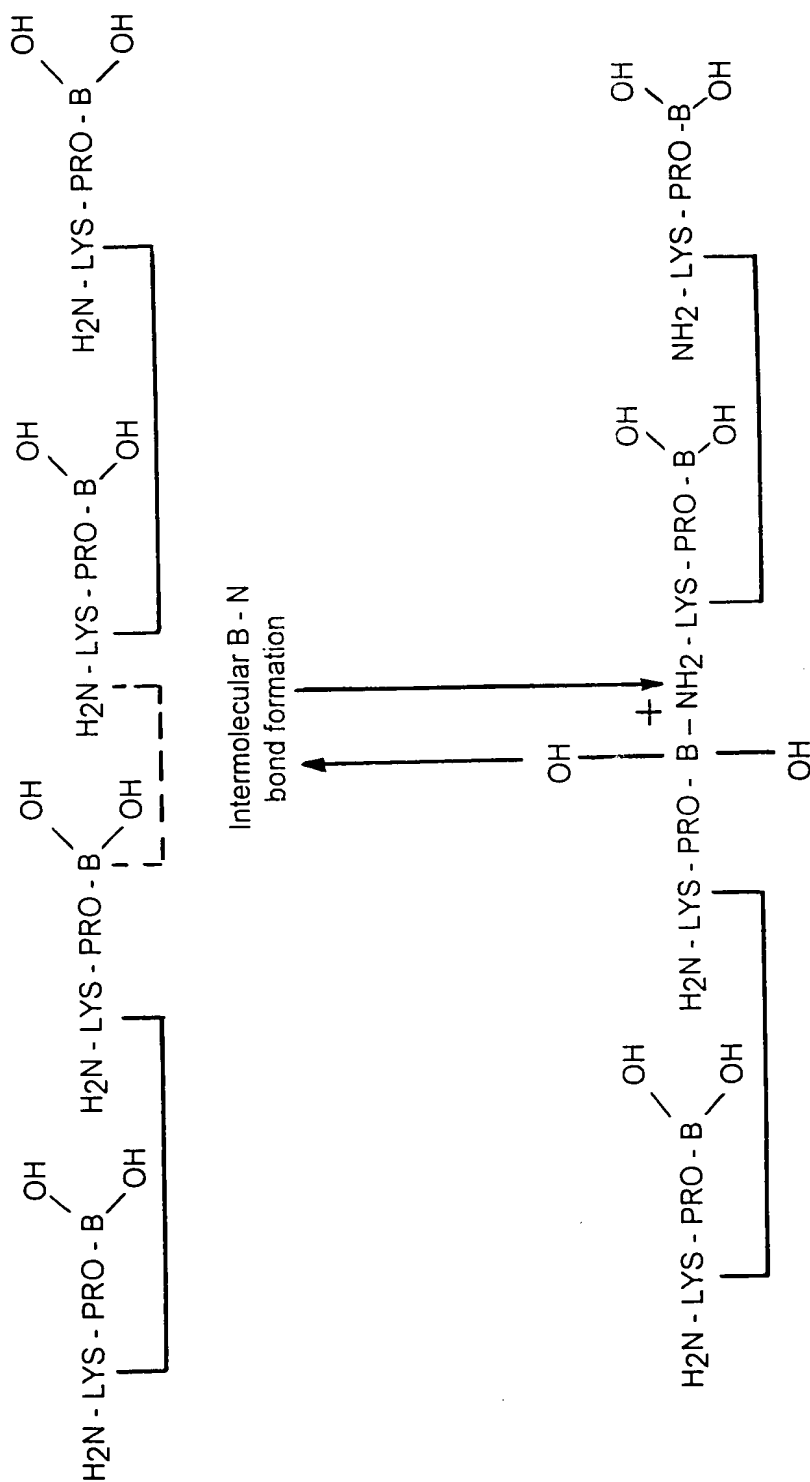 OH OH OH OH
H2N - LYS - PRO - B H2N - LYS - PRO - B H2N - LYS - PRO - B H2N - LYS - PRO - B
OH OH OH OH
Intermolecular B - N
bond formation
OH OH OH OH
+
H2N - LYS - PRO - B H2N - LYS - PRO - B – NH2 - LYS - PRO - B NH2 - LYS - PRO - B
OH OH OH OH